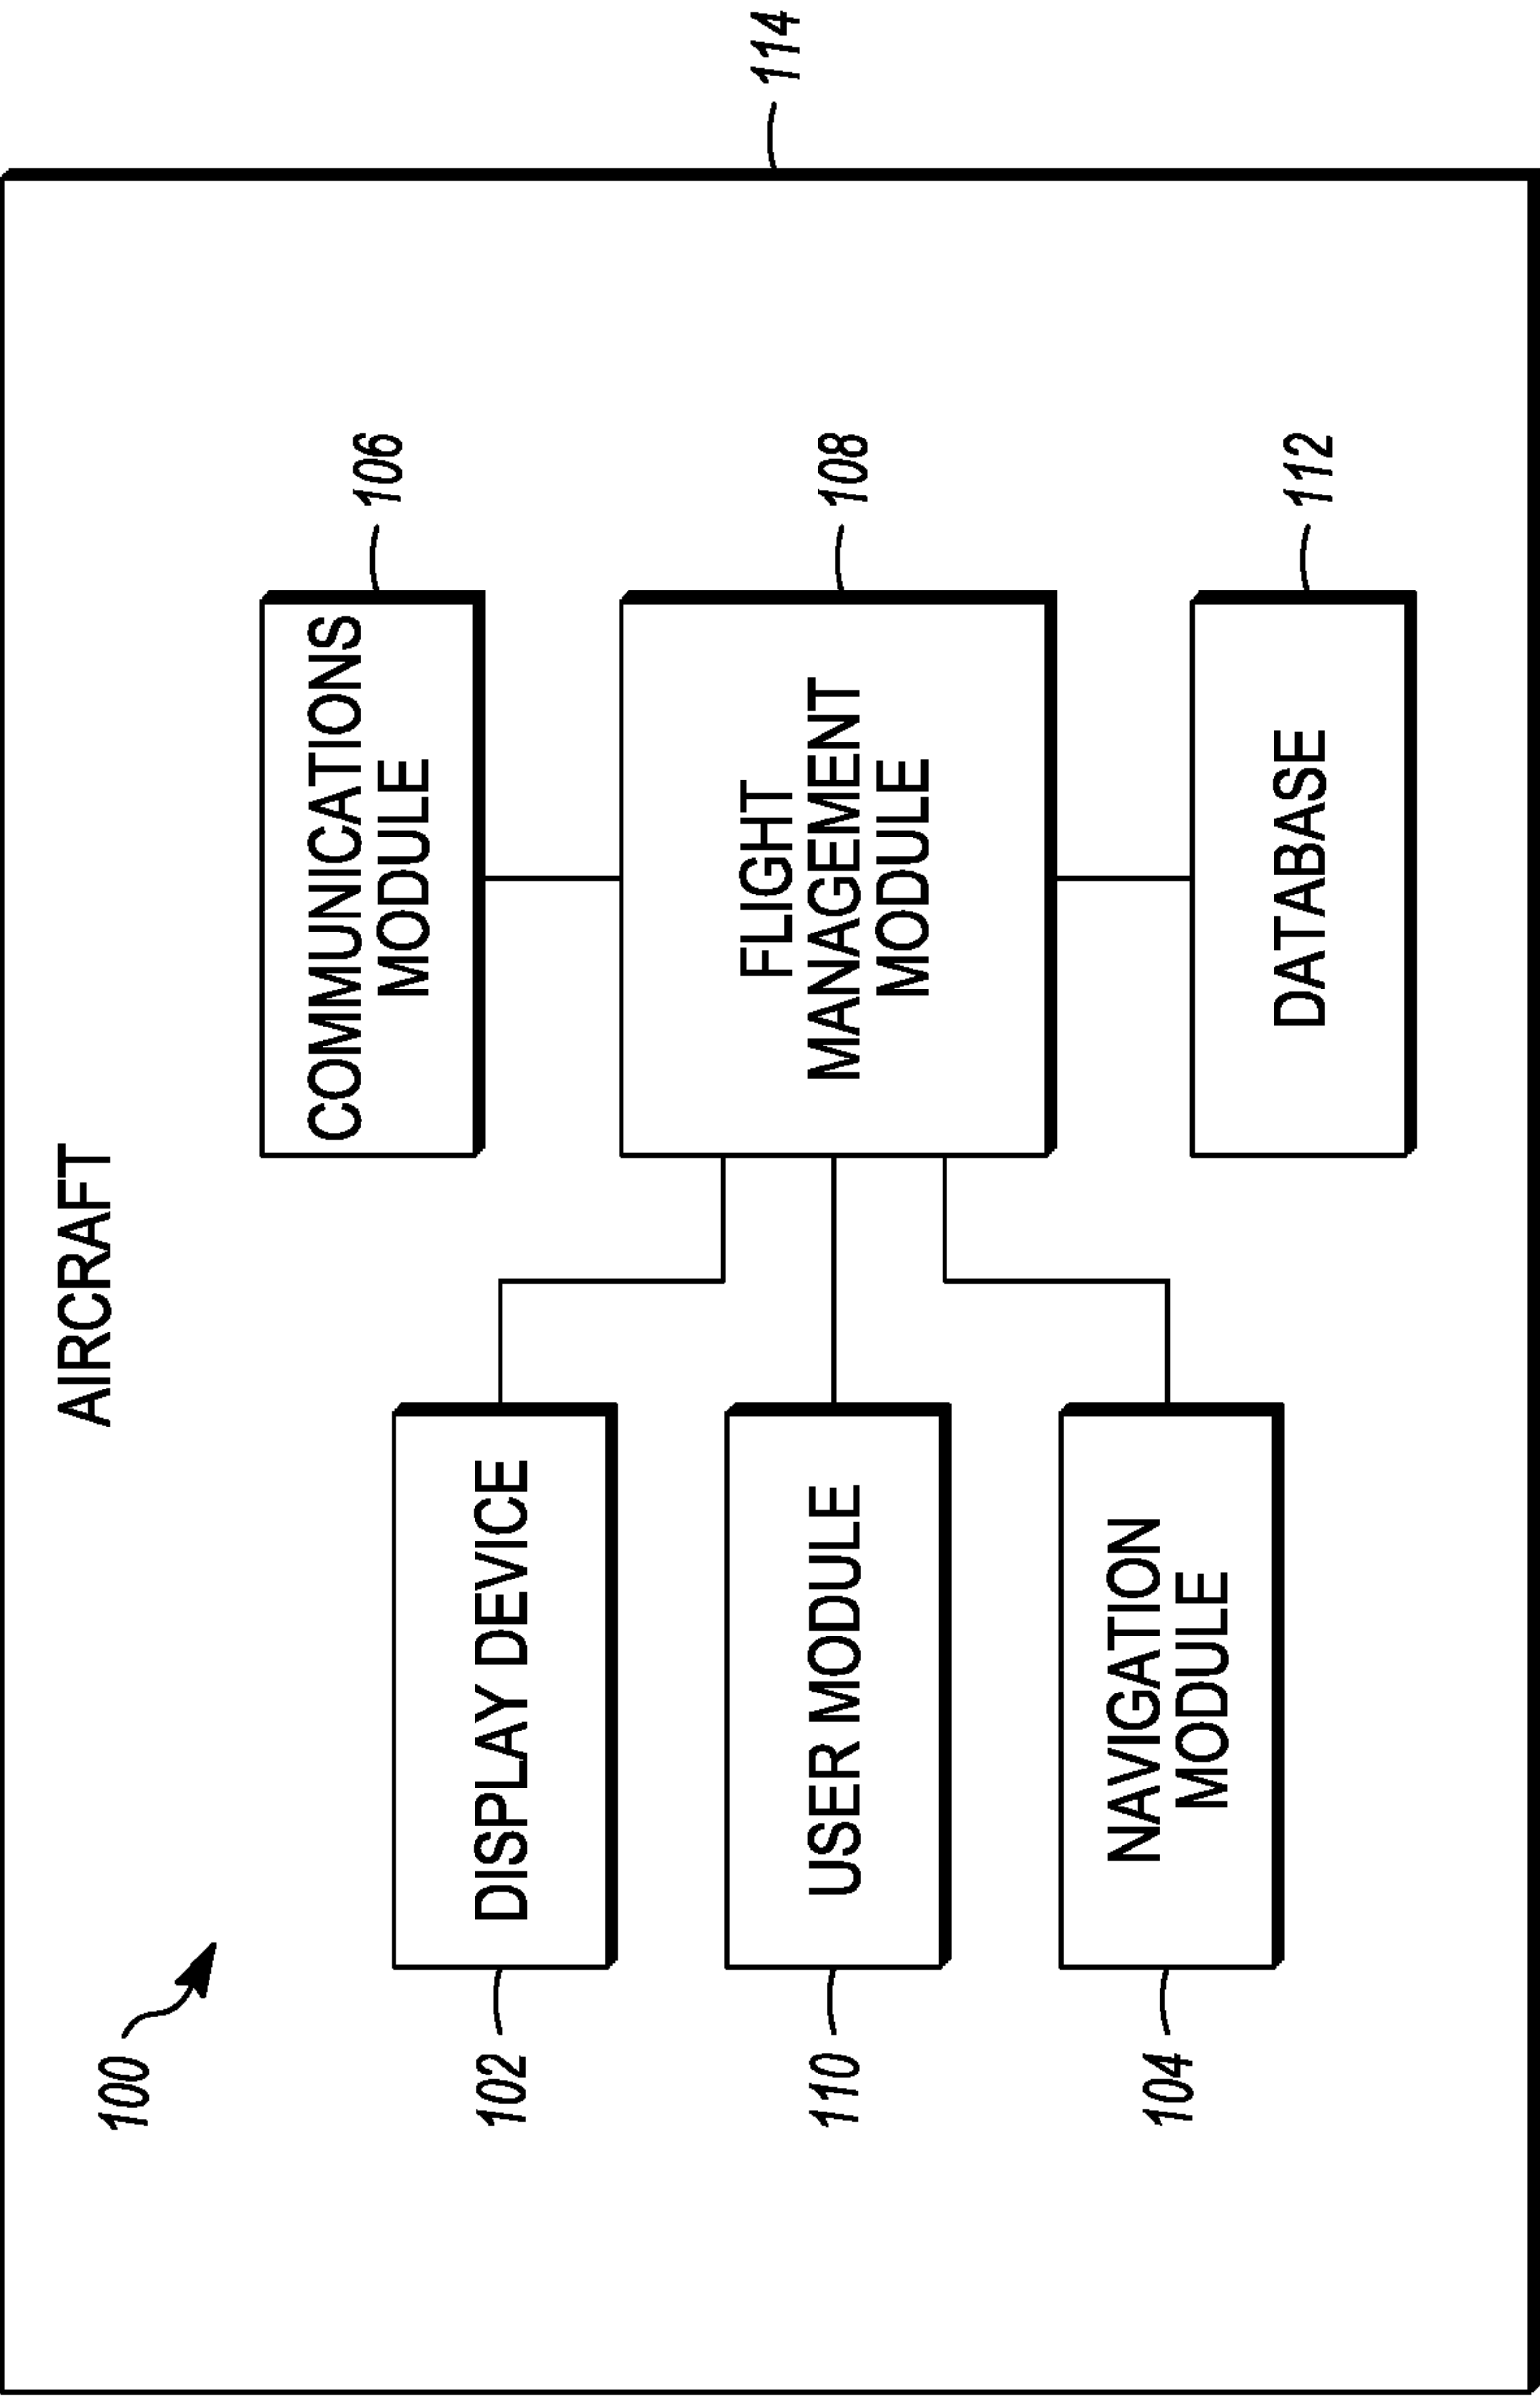 AIRCRAFT
100
102
DISPLAY DEVICE
COMMUNICATIONS
MODULE
106
110
USER MODULE
FLIGHT
MANAGEMENT
MODULE
108
114
104
NAVIGATION
MODULE
DATABASE
112